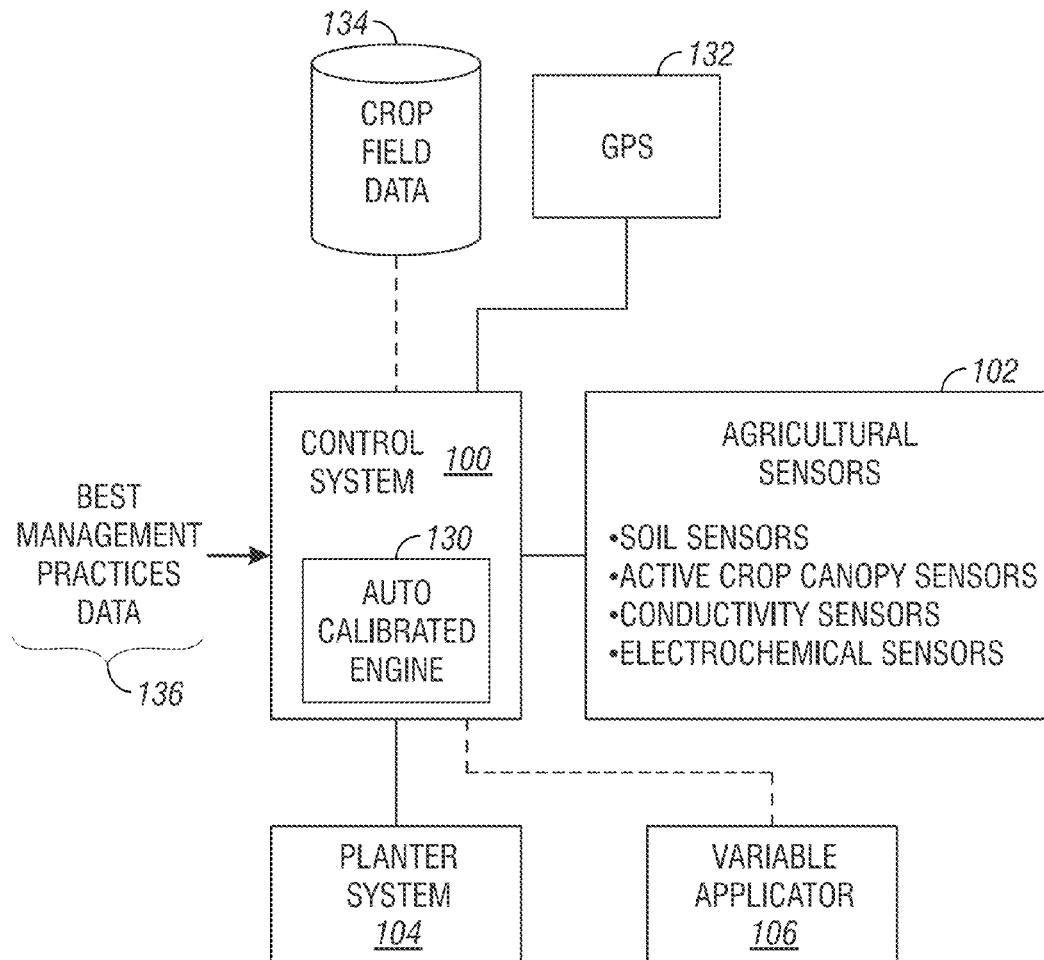 134
CROP
FIELD
DATA
132
GPS
102
AGRICULTURAL
SENSORS
•SOIL SENSORS
•ACTIVE CROP CANOPY SENSORS
•CONDUCTIVITY SENSORS
•ELECTROCHEMICAL SENSORS
CONTROL
SYSTEM 100
130
AUTO
CALIBRATED
ENGINE
BEST
MANAGEMENT
PRACTICES
DATA
136
PLANTER
SYSTEM
104
VARIABLE
APPLICATOR
106